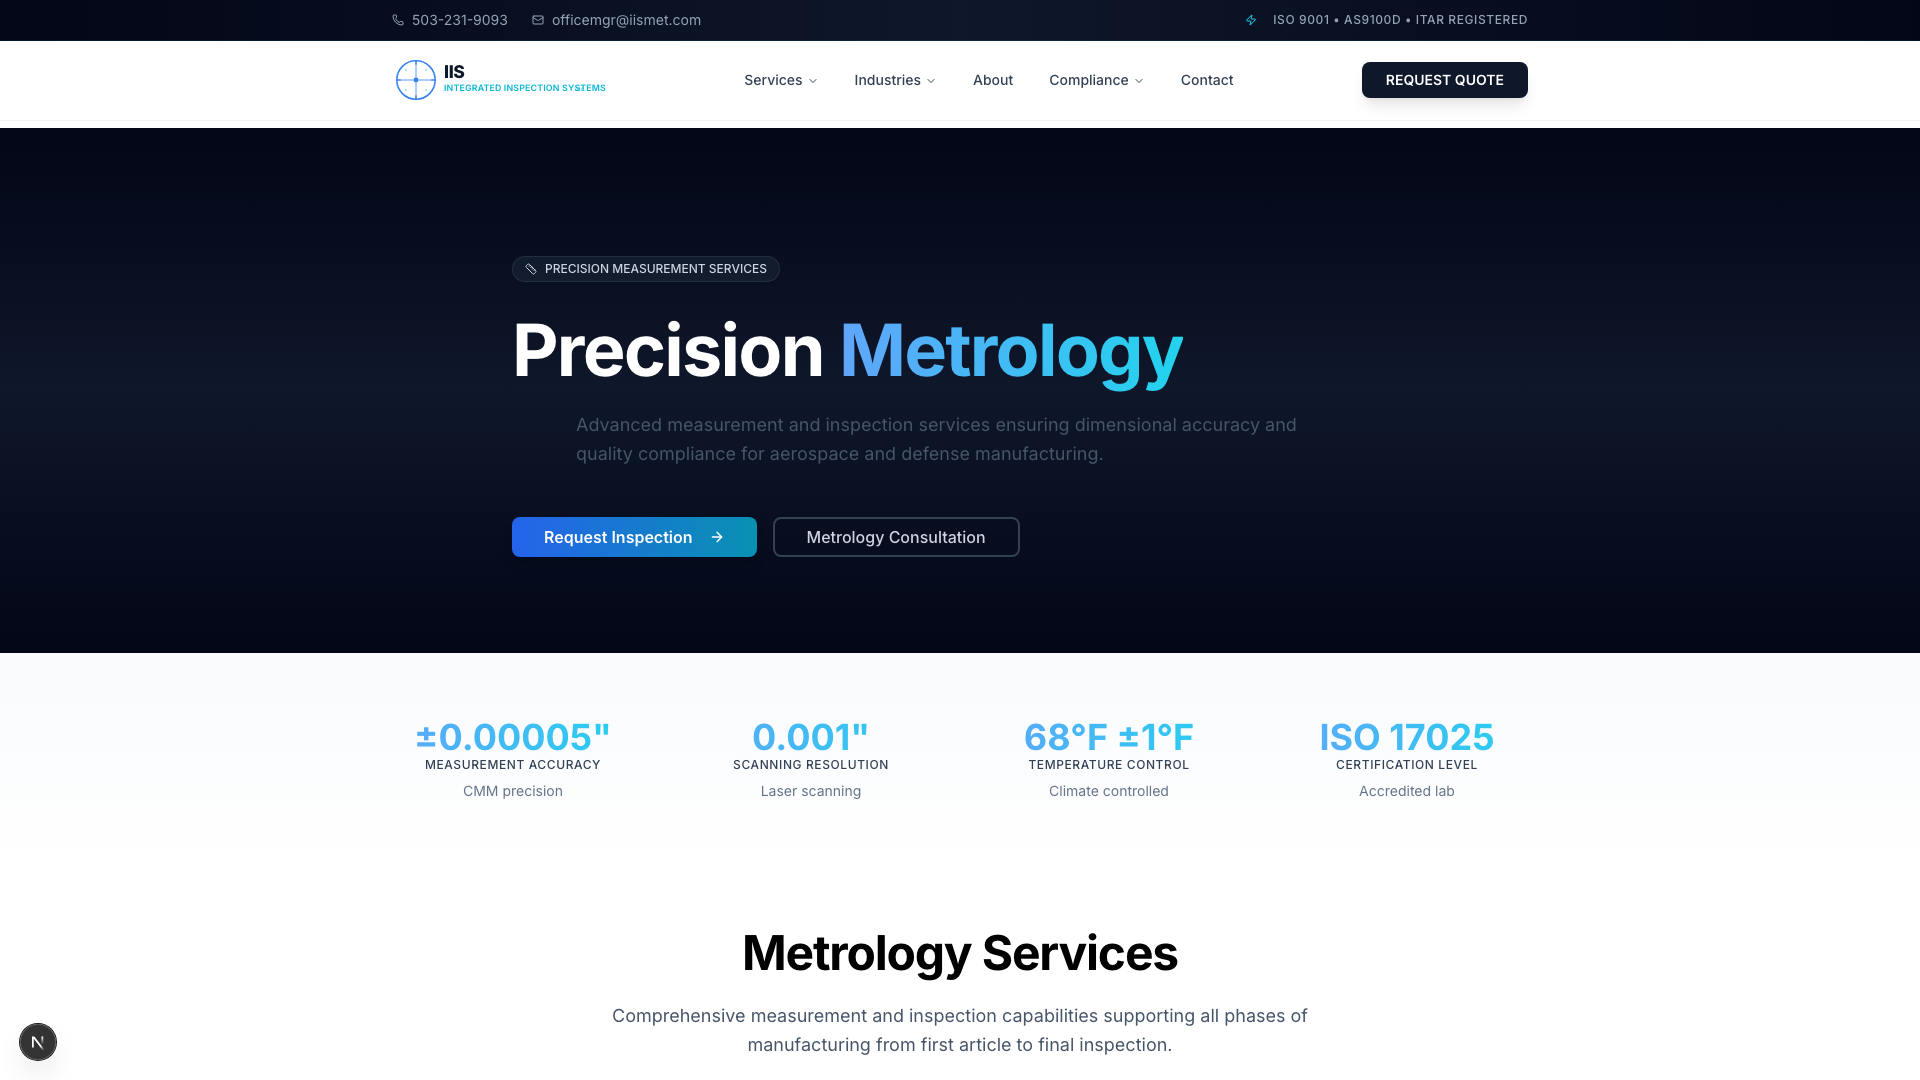 503-231-9093
officemgr@iismet.com
ISO 9001 • AS9100D • ITAR REGISTERED
IIS
INTEGRATED INSPECTION SYSTEMS
Services
Industries
About
Compliance
Contact
REQUEST QUOTE
PRECISION MEASUREMENT SERVICES
Precision Metrology
Advanced measurement and inspection services ensuring dimensional accuracy and
quality compliance for aerospace and defense manufacturing.
Request Inspection
Metrology Consultation
±0.00005"
MEASUREMENT ACCURACY
CMM precision
0.001"
SCANNING RESOLUTION
Laser scanning
68°F ±1°F
TEMPERATURE CONTROL
Climate controlled
ISO 17025
CERTIFICATION LEVEL
Accredited lab
Metrology Services
Comprehensive measurement and inspection capabilities supporting all phases of
manufacturing from first article to final inspection.
N